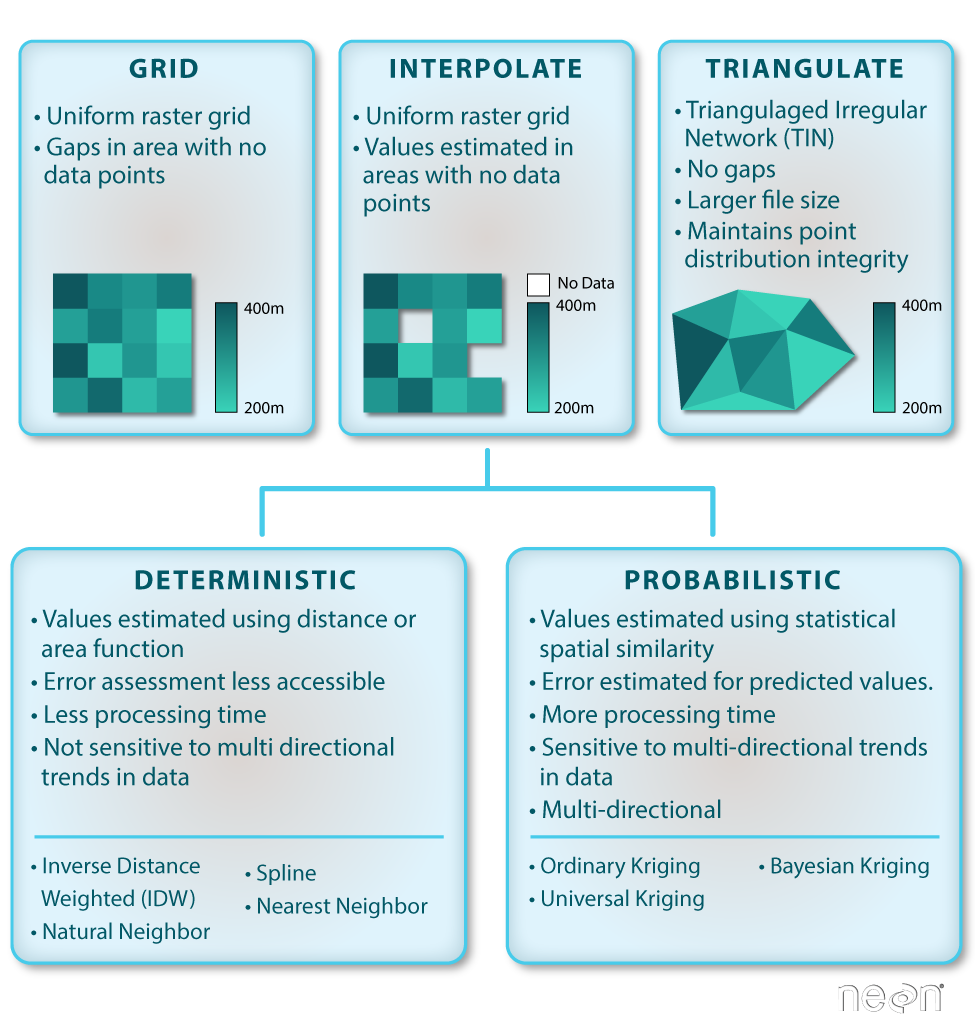 GRID
• Uniform raster grid
• Gaps in area with no
data points
400m
200m
INTERPOLATE
• Uniform raster grid
• Values estimated in
areas with no data
points
No Data
400m
200m
TRIANGULATE
• Triangulaged Irregular
Network (TIN)
• No gaps
• Larger file size
• Maintains point
distribution integrity
400m
200m
DETERMINISTIC
• Values estimated using distance or
area function
• Error assessment less accessible
• Less processing time
• Not sensitive to multi directional
trends in data
• Inverse Distance
Weighted (IDW)
• Natural Neighbor
• Spline
• Nearest Neighbor
PROBABILISTIC
• Values estimated using statistical
spatial similarity
• Error estimated for predicted values.
• More processing time
• Sensitive to multi-directional trends
in data
• Multi-directional
• Ordinary Kriging
• Universal Kriging
• Bayesian Kriging
neon